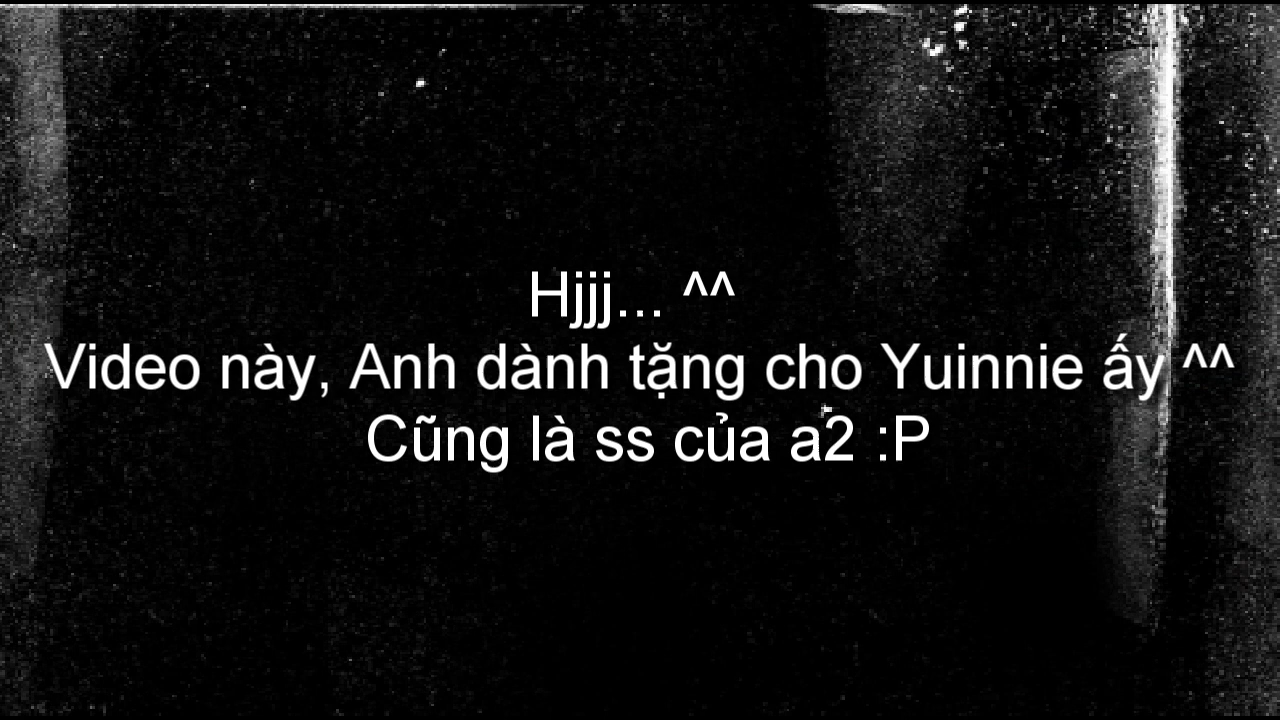 Hjjj... ^^
Video này, Anh dành tặng cho Yuinnie ấy ^^
Cũng là ss của a2 :P